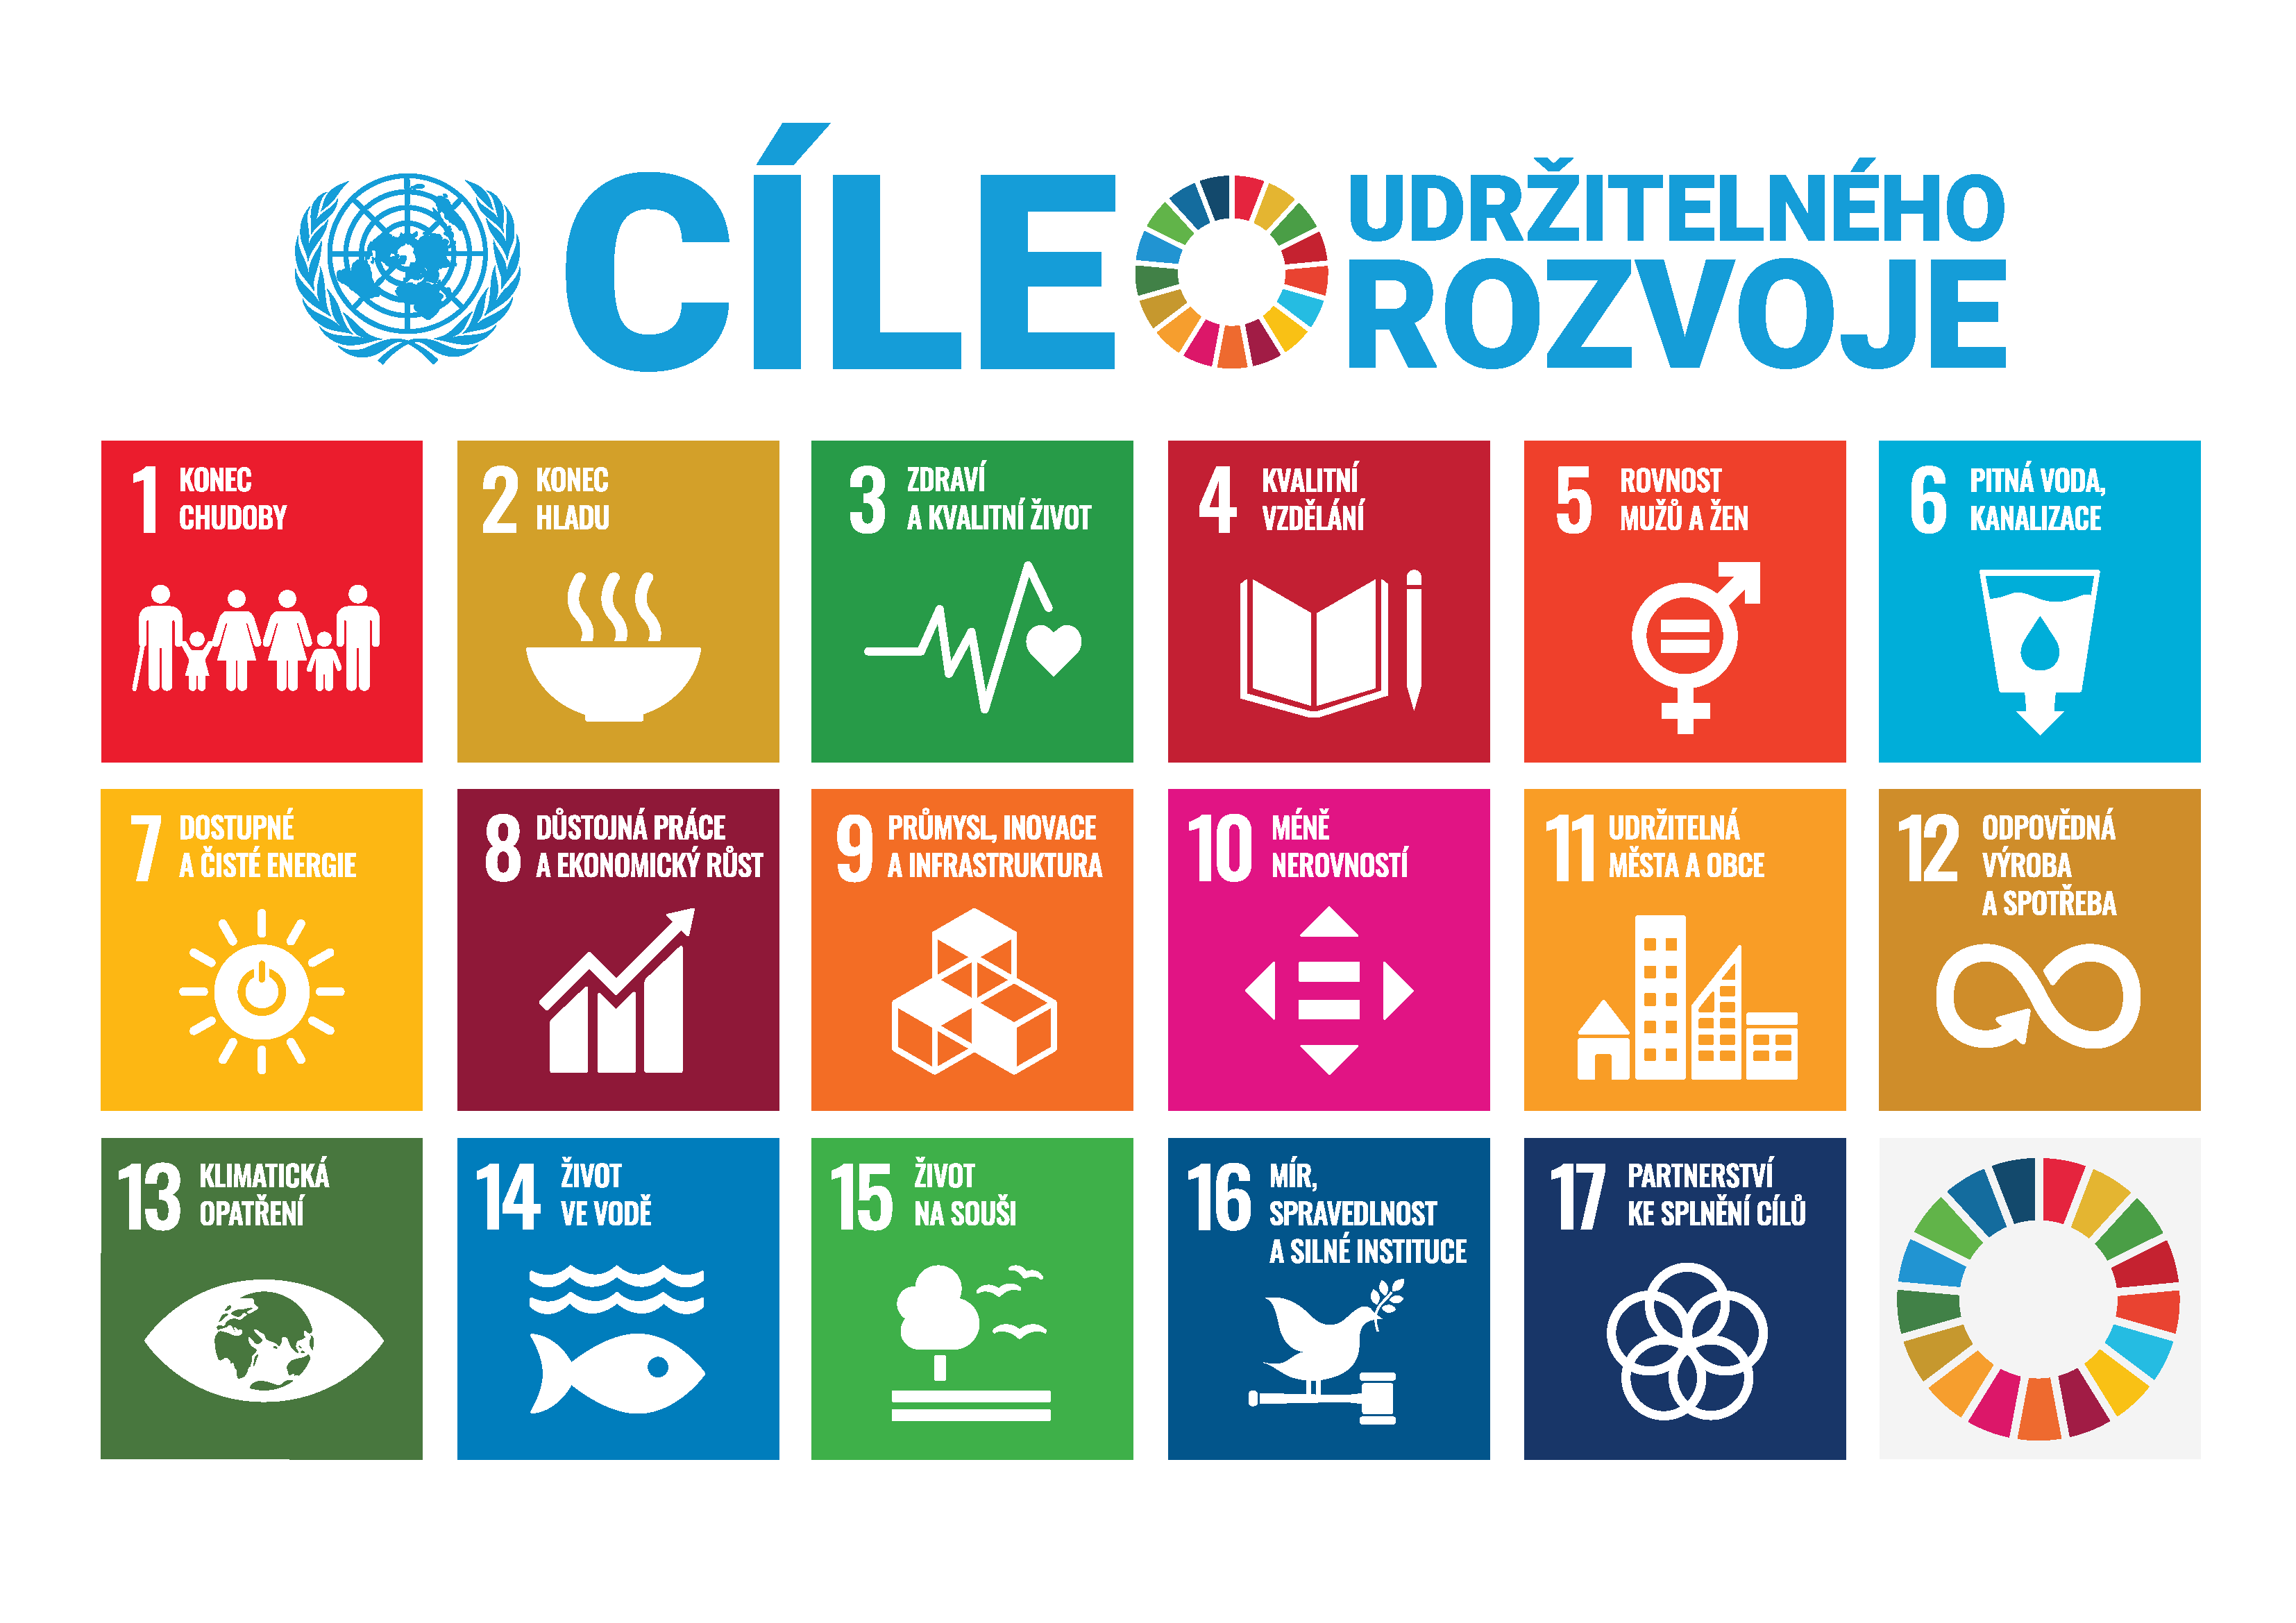 CÍLE UDRŽITELNÉHO
ROZVOJE
1 KONEC
CHUDOBY
2 KONEC
HLADU
3 ZDRAVÍ
A KVALITNÍ ŽIVOT
4 KVALITNÍ
VZDĚLÁNÍ
5 ROVNOST
MUŽŮ A ŽEN
6 PITNÁ VODA,
KANALIZACE
7 DOSTUPNÉ
A ČISTÉ ENERGIE
8 DŮSTOJNÁ PRÁCE
A EKONOMICKÝ RŮST
9 PRŮMYSL, INOVACE
A INFRASTRUKTURA
10 MÉNĚ
NEROVNOSTÍ
11 UDRŽITELNÁ
MĚSTA A OBCE
12 ODPOVĚDNÁ
VÝROBA
A SPOTŘEBA
13 KLIMATICKÁ
OPATŘENÍ
14 ŽIVOT
VE VODĚ
15 ŽIVOT
NA SOUŠI
16 MÍR,
SPRAVEDLNOST
A SILNÉ INSTITUCE
17 PARTNERSTVÍ
KE SPLNĚNÍ CÍLŮ